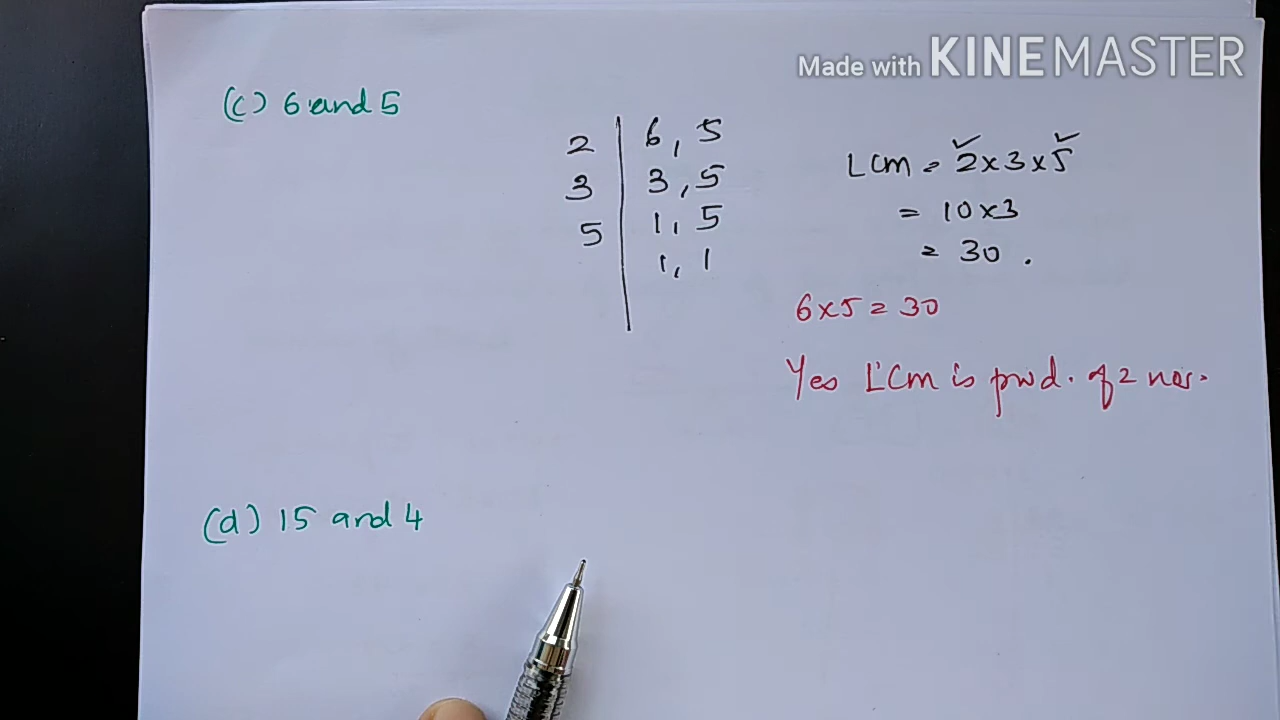 Made with KINEMASTER
(c) 6 and 5
2 | 6, 5
3 | 3, 5
5 | 1, 5
1, 1
LCM = 2 x 3 x 5
= 10 x 3
= 30 .
6 x 5 = 30
Yes LCM is prod. of 2 nos.
(d) 15 and 4